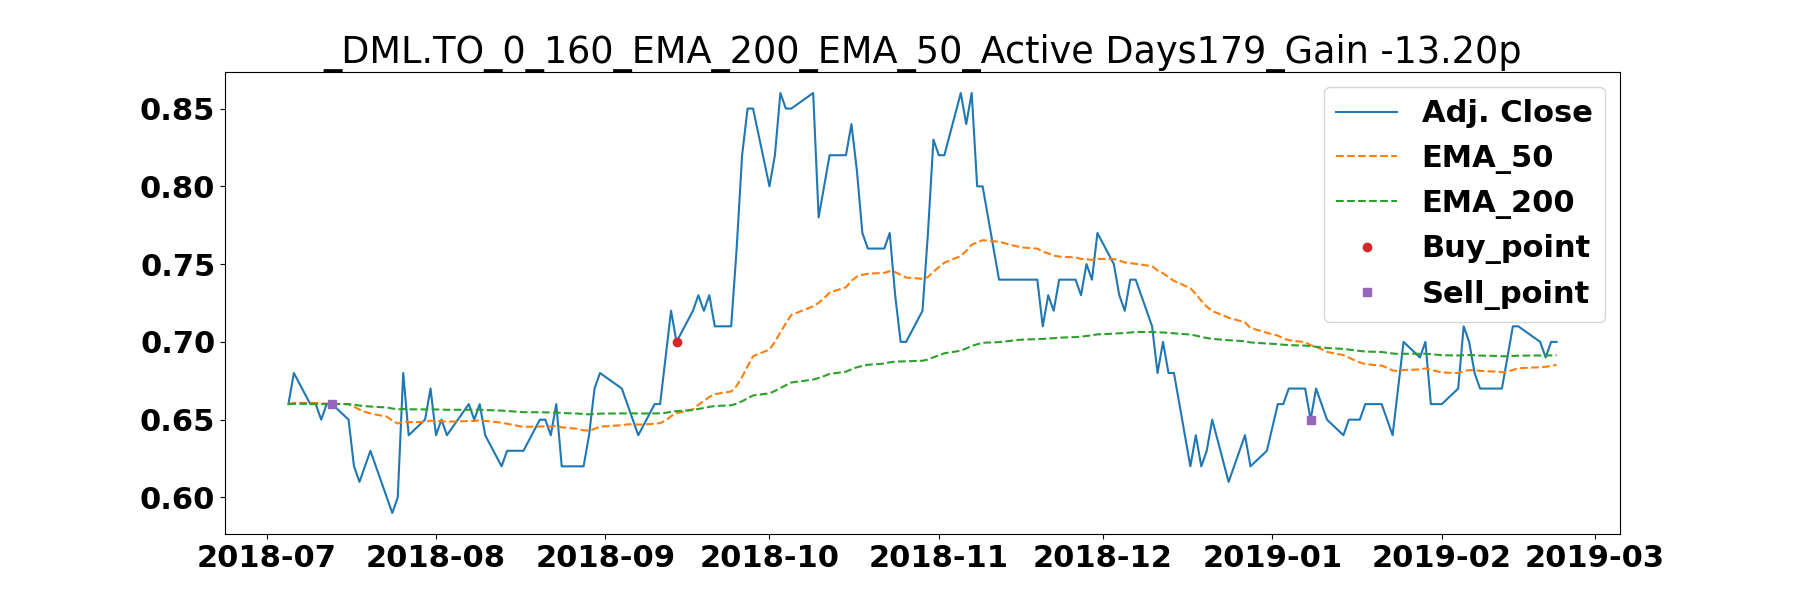 _DML.TO_0_160_EMA_200_EMA_50_Active Days179_Gain -13.20p
0.85
0.80
0.75
0.70
0.65
0.60
Adj. Close
EMA_50
EMA_200
Buy_point
Sell_point
2018-07 2018-08 2018-09 2018-10 2018-11 2018-12 2019-01 2019-02 2019-03